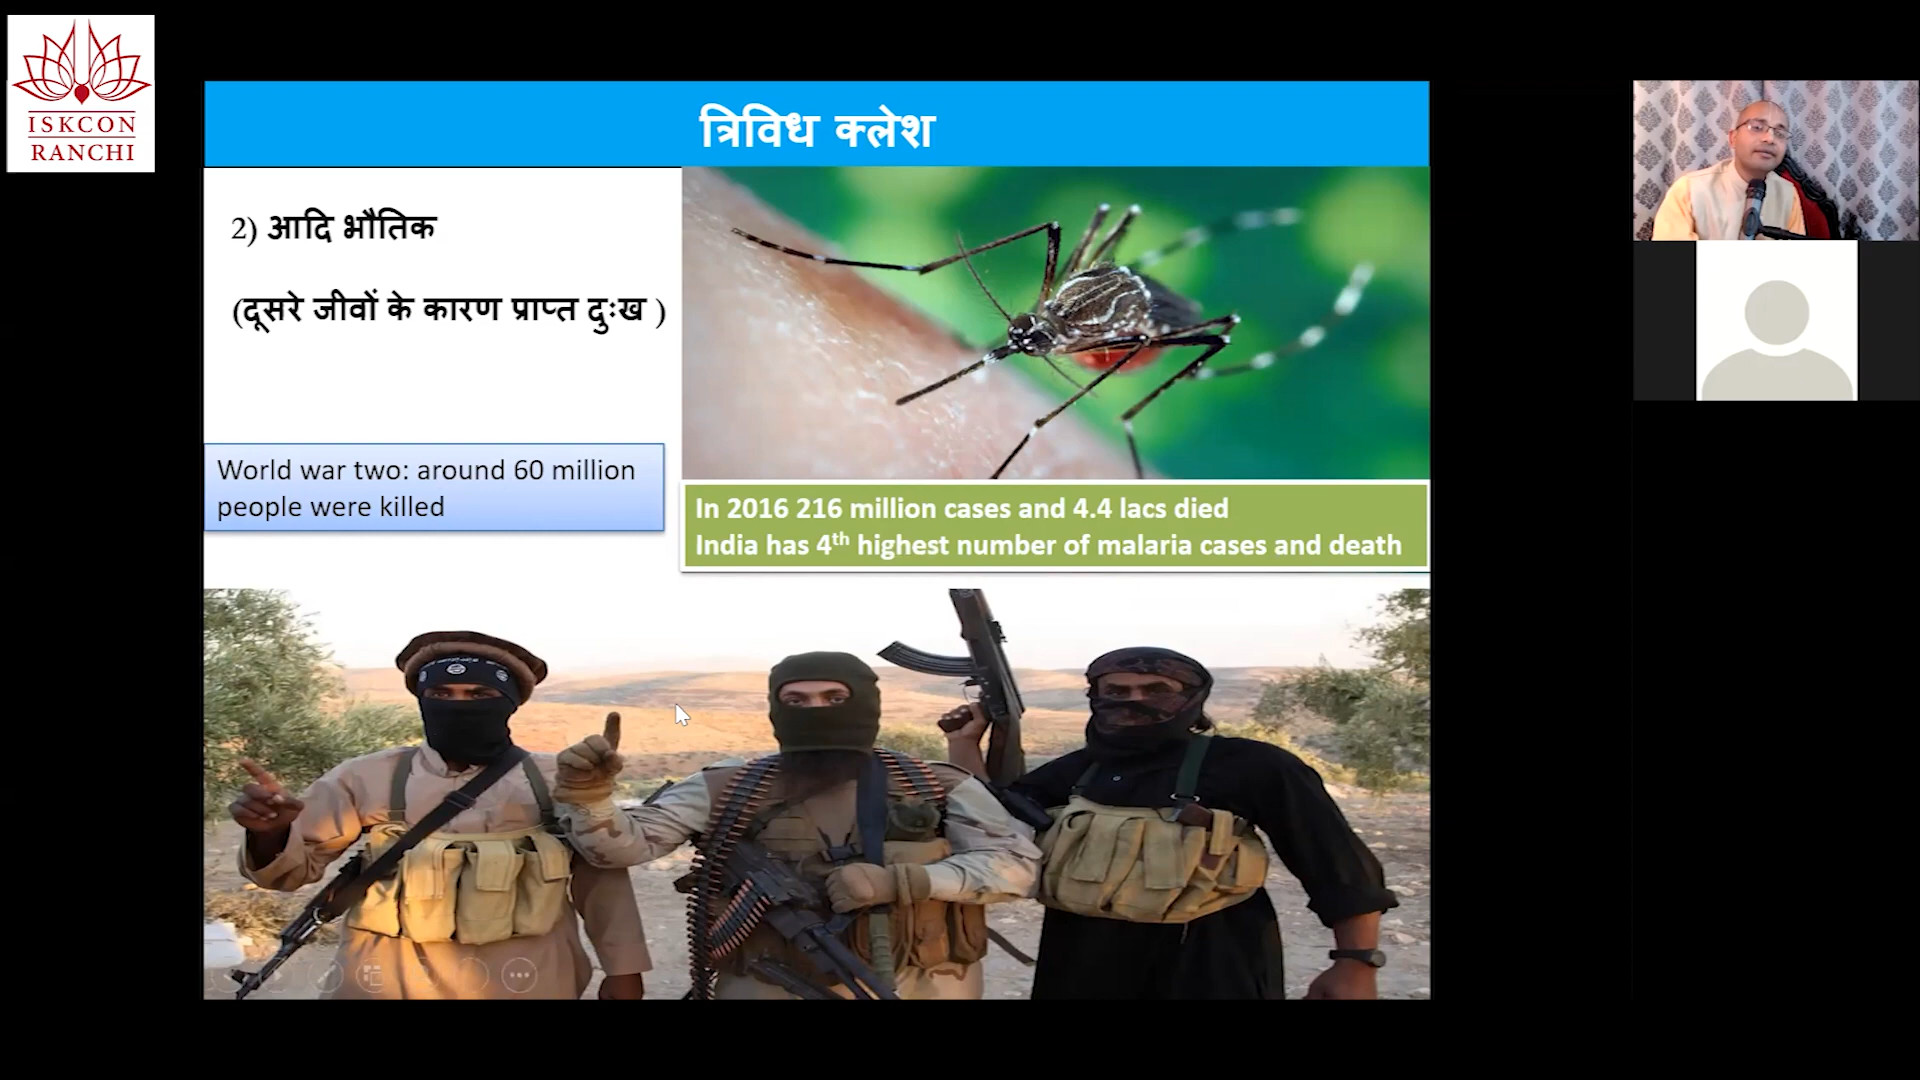 ISKCON
RANCHI
त्रिविध क्लेश
2) आदि भौतिक
(दूसरे जीवों के कारण प्राप्त दुःख )
World war two: around 60 million
people were killed
In 2016 216 million cases and 4.4 lacs died
India has 4th highest number of malaria cases and death